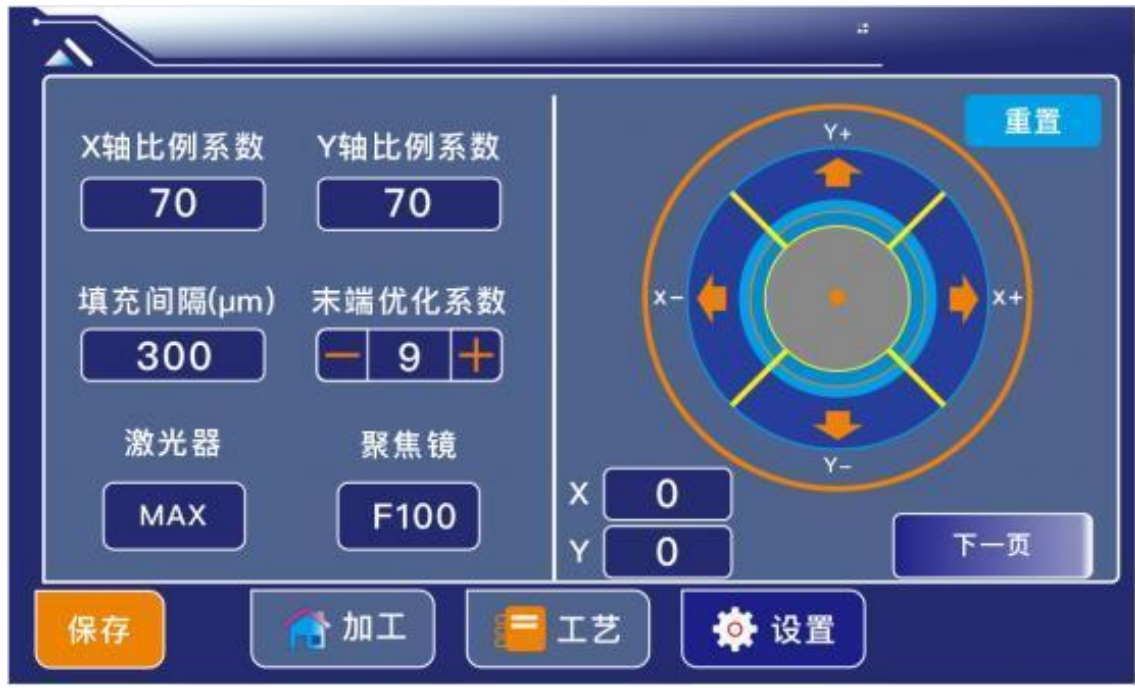 X轴比例系数 Y轴比例系数
70 70
填充间隔(μm) 末端优化系数
300 — 9 +
激光器 聚焦镜
MAX F100
重置
Y+
X- X+
Y-
X 0
Y 0
下一页
保存 加工 工艺 设置